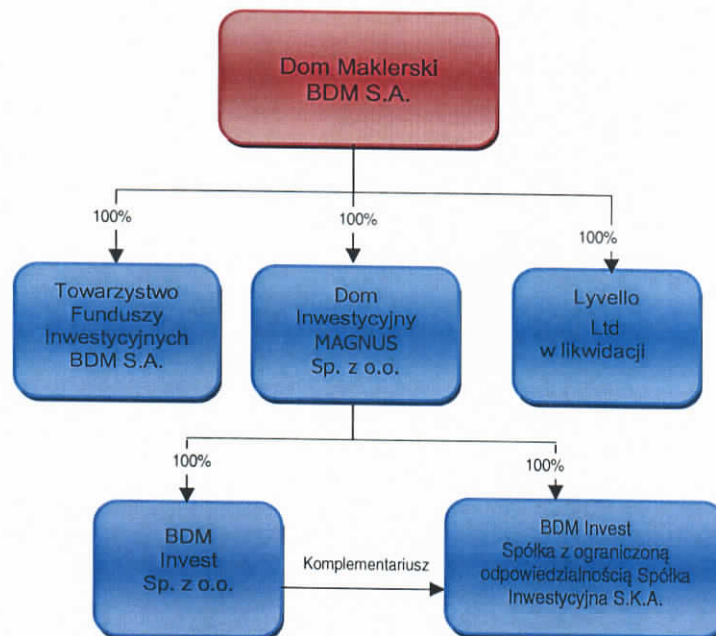 Dom Maklerski
BDM S.A.
100%
100%
100%
Towarzystwo
Funduszy
Inwestycyjnych
BDM S.A.
Dom
Inwestycyjny
MAGNUS
Sp. z o.o.
Lyvello
Ltd
w likwidacji
100%
100%
BDM
Invest
Sp. z o.o.
Komplementariusz
BDM Invest
Spółka z ograniczoną
odpowiedzialnością Spółka
Inwestycyjna S.K.A.